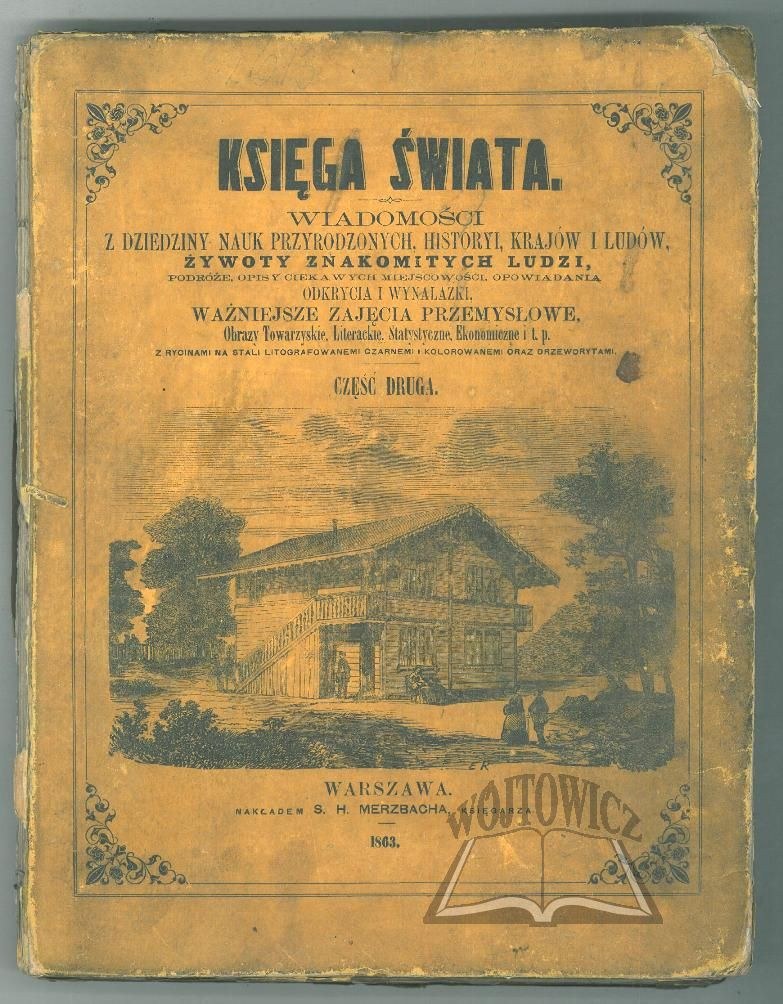 KSIĘGA ŚWIATA.
WIADOMOŚCI
Z DZIEDZINY NAUK PRZYRODZONYCH, HISTORYI, KRAJÓW I LUDÓW,
ŻYWOTY ZNAKOMITYCH LUDZI,
PODRÓŻE, OPISY CIEKAWYCH MIEJSCOWOŚCI, OPOWIADANIA
ODKRYCIA I WYNALAZKI,
WAŻNIEJSZE ZAJĘCIA PRZEMYSŁOWE,
Obrazy Towarzyskie, Literackie, Statystyczne, Ekonomiczne i t. p.
Z RYCINAMI NA STALI LITOGRAFOWANEMI CZARNEMI I KOLOROWANEMI ORAZ DRZEWORYTAMI.
CZĘŚĆ DRUGA.
ER
WARSZAWA.
NAKŁADEM S. H. MERZBACHA, KSIĘGARZA
1863.
WÓJTOWICZ